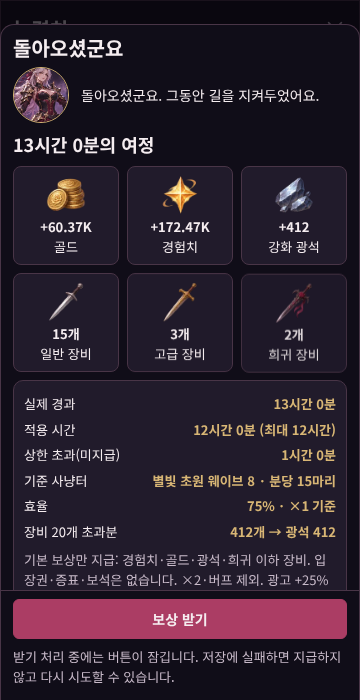 돌아오셨군요
돌아오셨군요. 그동안 길을 지켜두었어요.
13시간 0분의 여정
+60.37K
골드
+172.47K
경험치
+412
강화 광석
15개
일반 장비
3개
고급 장비
2개
희귀 장비
실제 경과 13시간 0분
적용 시간 12시간 0분 (최대 12시간)
상한 초과(미지급) 1시간 0분
기준 사냥터 별빛 초원 웨이브 8 · 분당 15마리
효율 75% · ×1 기준
장비 20개 초과분 412개 → 광석 412
기본 보상만 지급: 경험치·골드·광석·희귀 이하 장비. 입
장권·증표·보석은 없습니다. ×2·버프 제외. 광고 +25%
보상 받기
받기 처리 중에는 버튼이 잠깁니다. 저장에 실패하면 지급하지
않고 다시 시도할 수 있습니다.